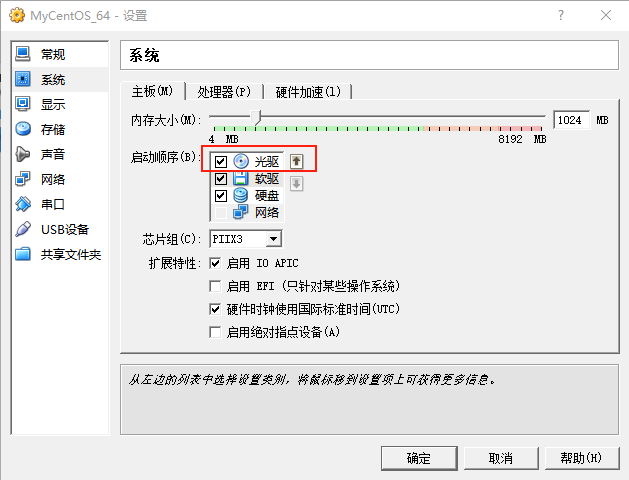 MyCentOS_64 - 设置
?
常规
系统
显示
存储
声音
网络
串口
USB设备
共享文件夹
系统
主板(M) 处理器(P) 硬件加速(l)
内存大小(M): 1024 MB
4 MB 8192 MB
启动顺序(B): 光驱
软驱
硬盘
网络
芯片组(C): PIIX3
扩展特性: 启用 IO APIC
启用 EFI (只针对某些操作系统)
硬件时钟使用国际标准时间(UTC)
启用绝对指点设备(A)
从左边的列表中选择设置类别, 将鼠标移到设置项上可获得更多信息。
确定 取消 帮助(H)